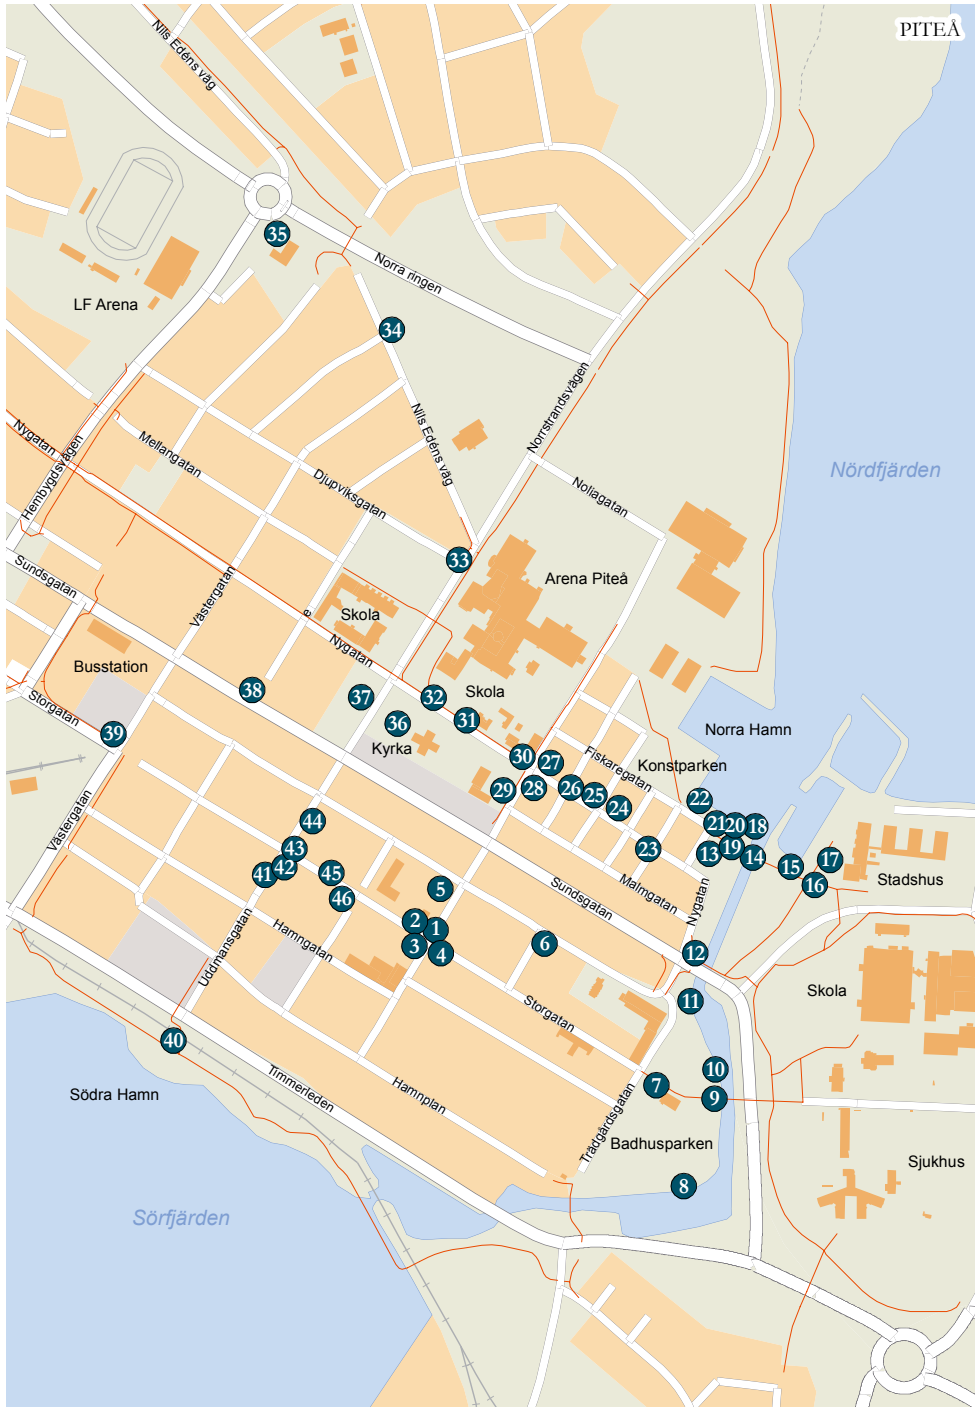 PITEÅ
Nils Edéns väg
35
Norra ringen
LF Arena
34
Norrstrandsvägen
Nils Edéns väg
Nygatan
Mellangatan
Hembygdsvägen
Djupviksgatan
Noliagatan
Nördfjärden
33
Sundsgatan
Arena Piteå
Västergatan
e
Skola
Nygatan
Busstation
38
37
32
Skola
Storgatan
36
31
39
Kyrka
Norra Hamn
30
27
Fiskaregatan
Konstparken
29
28
26
25
24
22
21
20
18
Västergatan
44
43
42
41
45
46
23
13
19
14
15
17
16
Stadshus
Malmgatan
Sundsgatan
Nygatan
5
2
1
3
4
6
12
Uddmansgatan
Hamngatan
Storgatan
11
Skola
40
Södra Hamn
Timmerleden
Hamnplan
10
7
9
Trädgårdsgatan
Badhusparken
8
Sjukhus
Sörfjärden